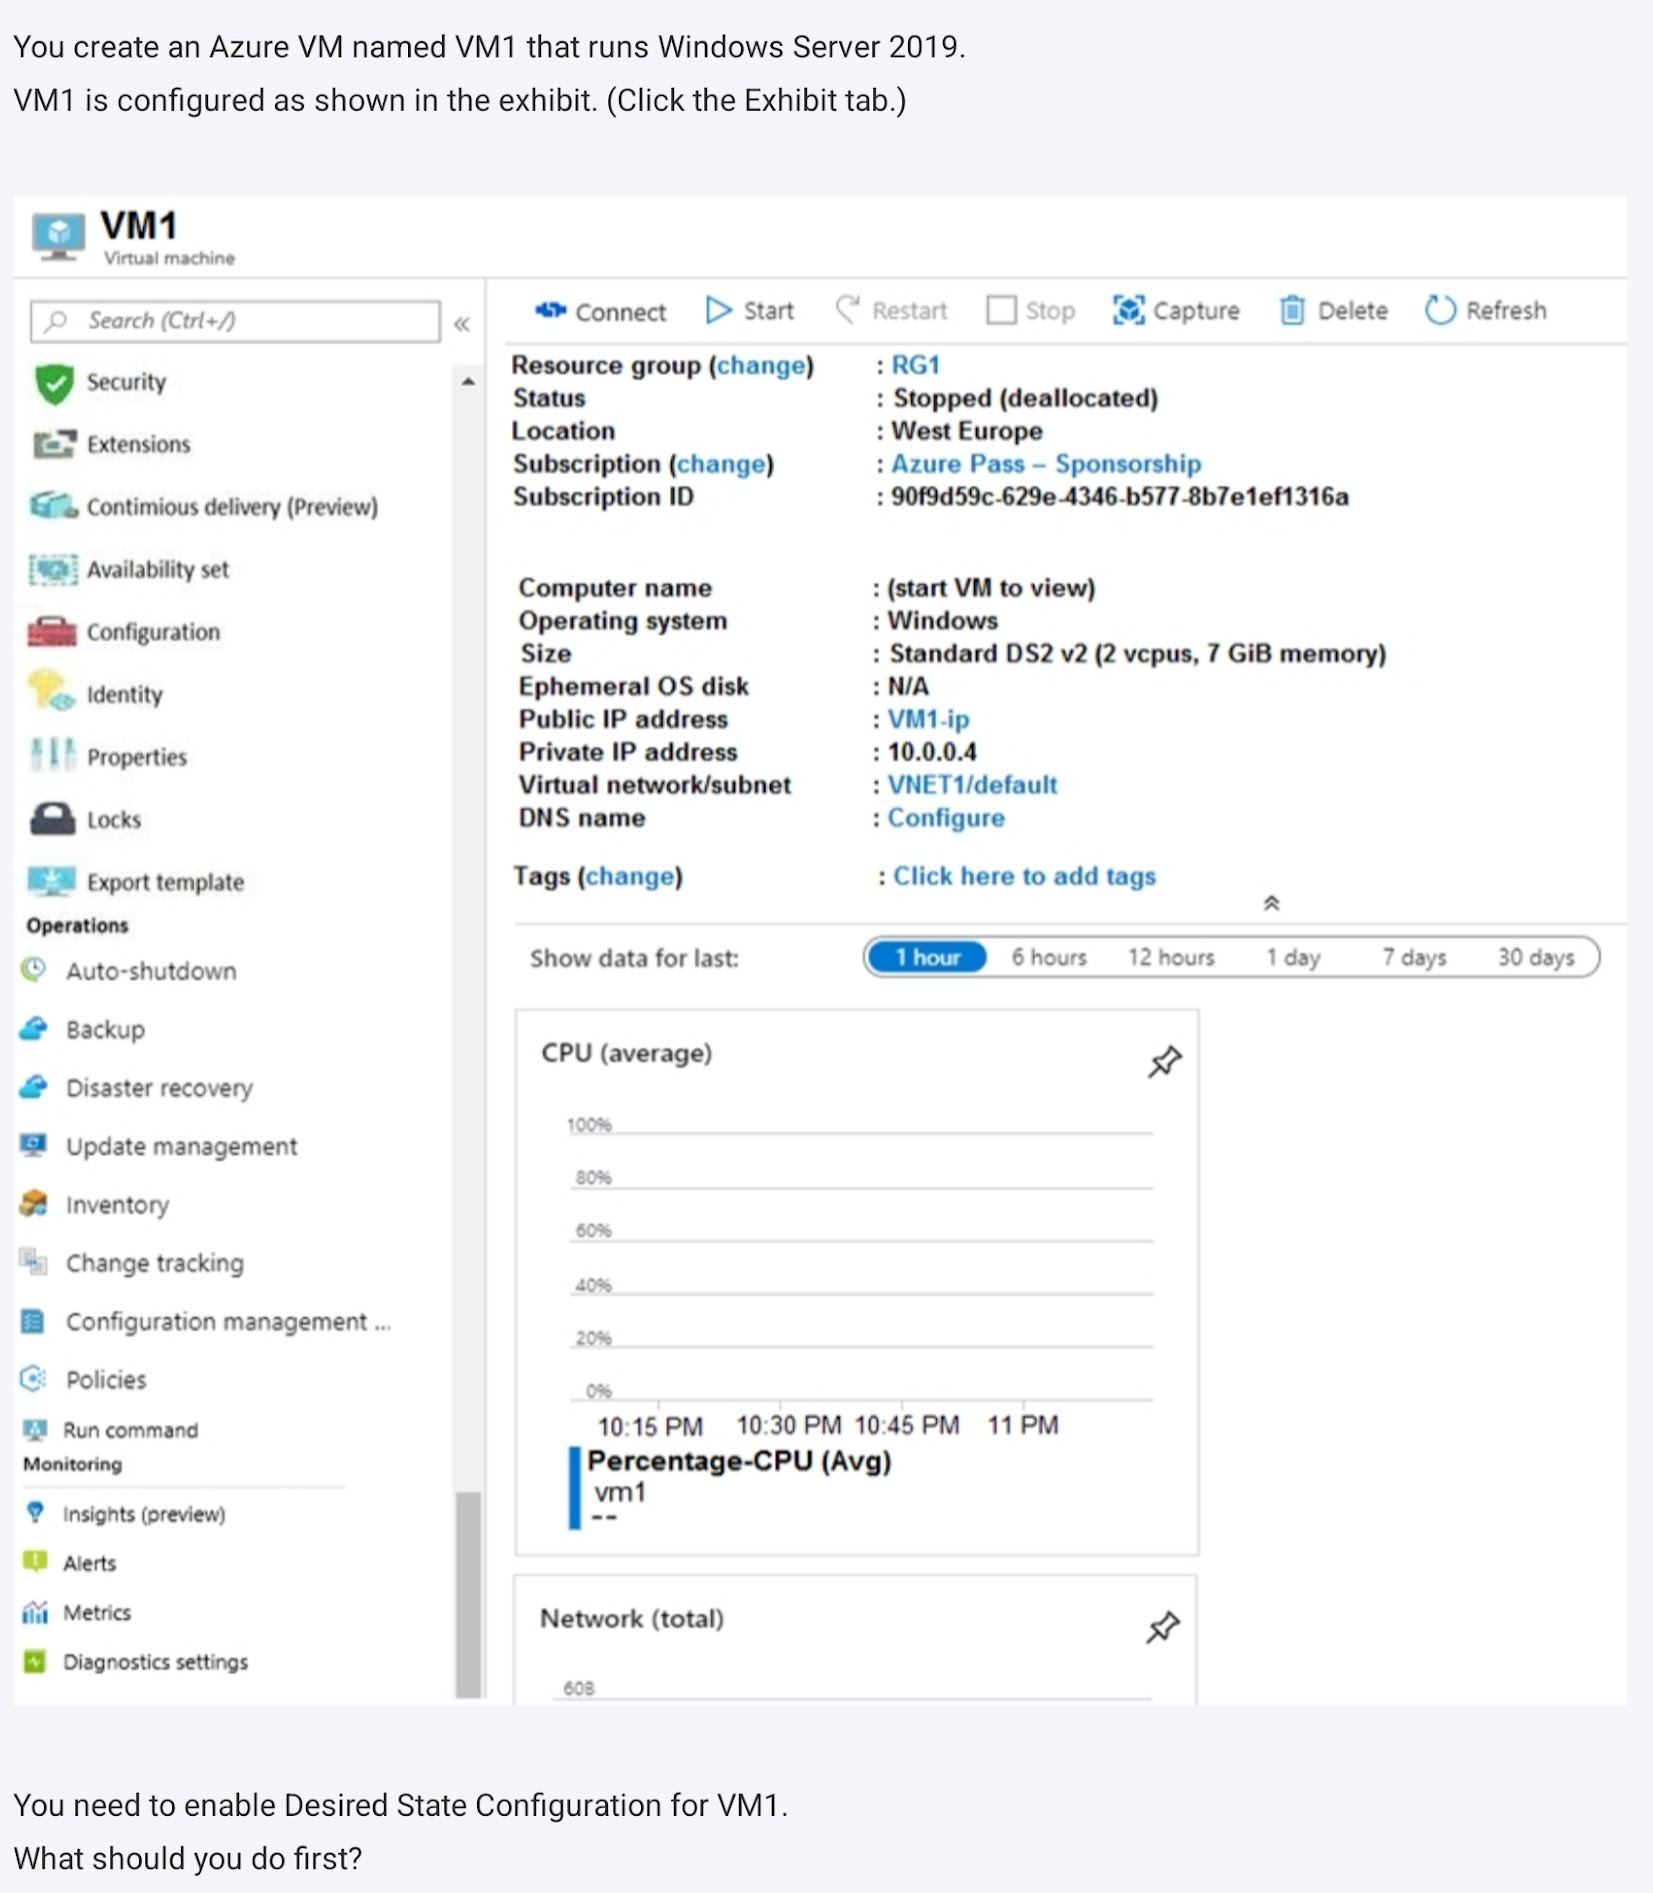 You create an Azure VM named VM1 that runs Windows Server 2019.
VM1 is configured as shown in the exhibit. (Click the Exhibit tab.)
VM1
Virtual machine
Search (Ctrl+/)
«
Security
Extensions
Contimious delivery (Preview)
Availability set
Configuration
Identity
Properties
Locks
Export template
Operations
Auto-shutdown
Backup
Disaster recovery
Update management
Inventory
Change tracking
Configuration management ...
Policies
Run command
Monitoring
Insights (preview)
Alerts
Metrics
Diagnostics settings
Connect Start Restart Stop Capture Delete Refresh
Resource group (change) : RG1
Status : Stopped (deallocated)
Location : West Europe
Subscription (change) : Azure Pass – Sponsorship
Subscription ID : 90f9d59c-629e-4346-b577-8b7e1ef1316a
Computer name : (start VM to view)
Operating system : Windows
Size : Standard DS2 v2 (2 vcpus, 7 GiB memory)
Ephemeral OS disk : N/A
Public IP address : VM1-ip
Private IP address : 10.0.0.4
Virtual network/subnet : VNET1/default
DNS name : Configure
Tags (change) : Click here to add tags
Show data for last: 1 hour 6 hours 12 hours 1 day 7 days 30 days
CPU (average)
100%
80%
60%
40%
20%
0%
10:15 PM 10:30 PM 10:45 PM 11 PM
Percentage-CPU (Avg)
vm1
--
Network (total)
60B
You need to enable Desired State Configuration for VM1.
What should you do first?